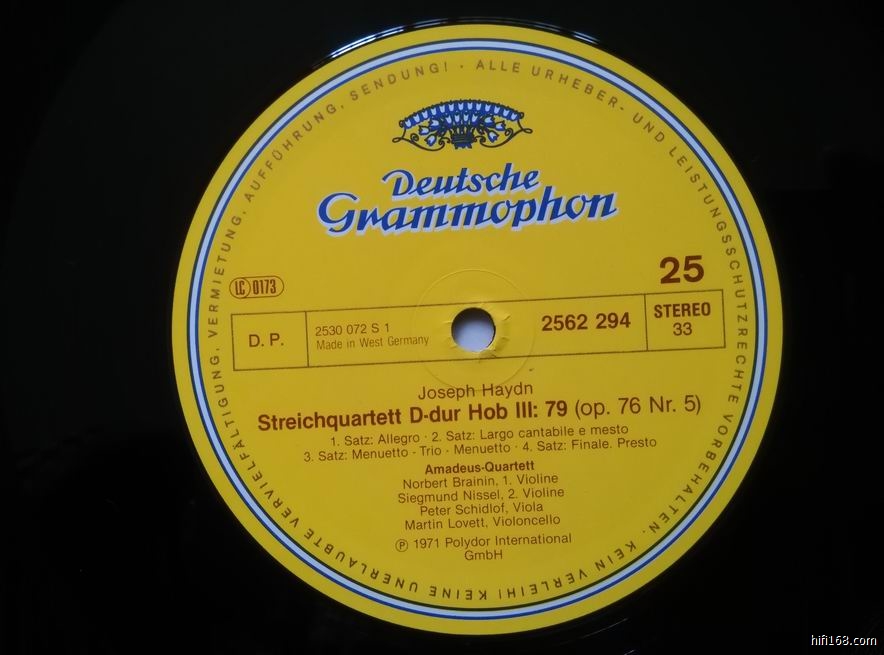 ALLE URHEBER- UND LEISTUNGSSCHUTZRECHTE VORBEHALTEN. KEIN VERLEIH! KEINE UNERLAUBTE VERVIELFÄLTIGUNG, VERMIETUNG, AUFFÜHRUNG, SENDUNG! ·
Deutsche
Grammophon
25
LC 0173
D. P.
2530 072 S 1
Made in West Germany
2562 294
STEREO
33
Joseph Haydn
Streichquartett D-dur Hob III: 79 (op. 76 Nr. 5)
1. Satz: Allegro · 2. Satz: Largo cantabile e mesto
3. Satz: Menuetto - Trio - Menuetto · 4. Satz: Finale. Presto
Amadeus-Quartett
Norbert Brainin, 1. Violine
Siegmund Nissel, 2. Violine
Peter Schidlof, Viola
Martin Lovett, Violoncello
℗ 1971 Polydor International
GmbH
hifi168.com